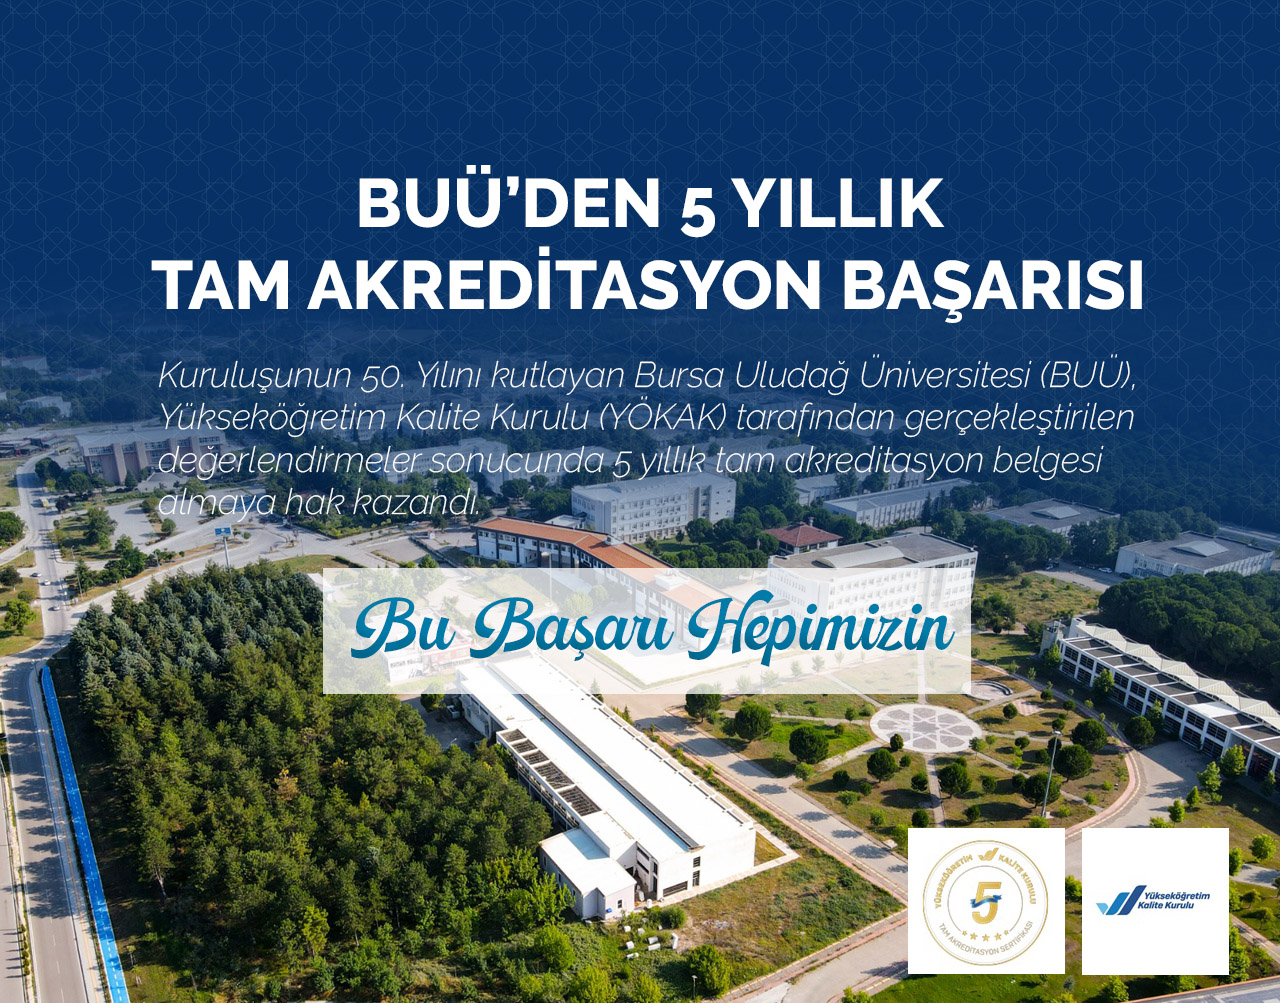 BUÜ’DEN 5 YILLIK
TAM AKREDİTASYON BAŞARISI
Kuruluşunun 50. Yılını kutlayan Bursa Uludağ Üniversitesi (BUÜ),
Yükseköğretim Kalite Kurulu (YÖKAK) tarafından gerçekleştirilen
değerlendirmeler sonucunda 5 yıllık tam akreditasyon belgesi
almaya hak kazandı.
Bu Başarı Hepimizin
YÜKSEKÖĞRETİM KALİTE KURULU
5
TAM AKREDİTASYON SERTİFİKASI
Yükseköğretim
Kalite Kurulu